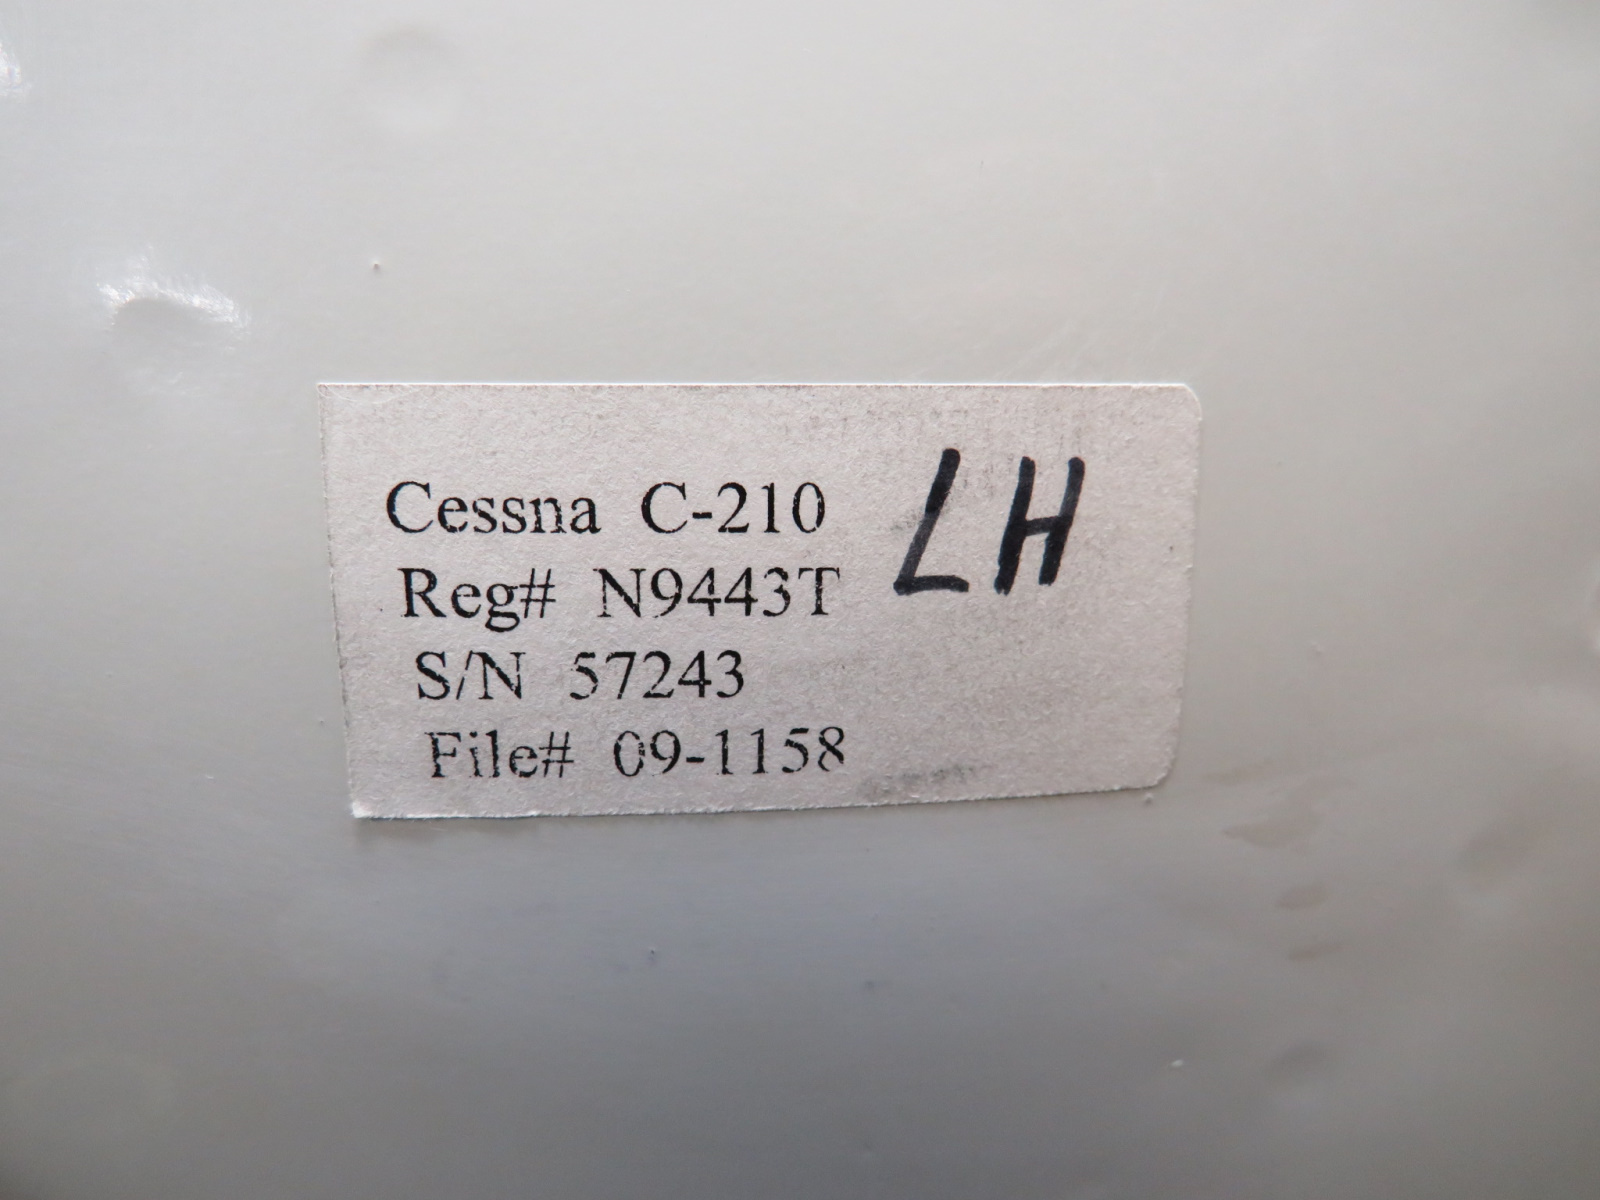 Cessna C-210
LH
Reg# N9443T
S/N 57243
File# 09-1158